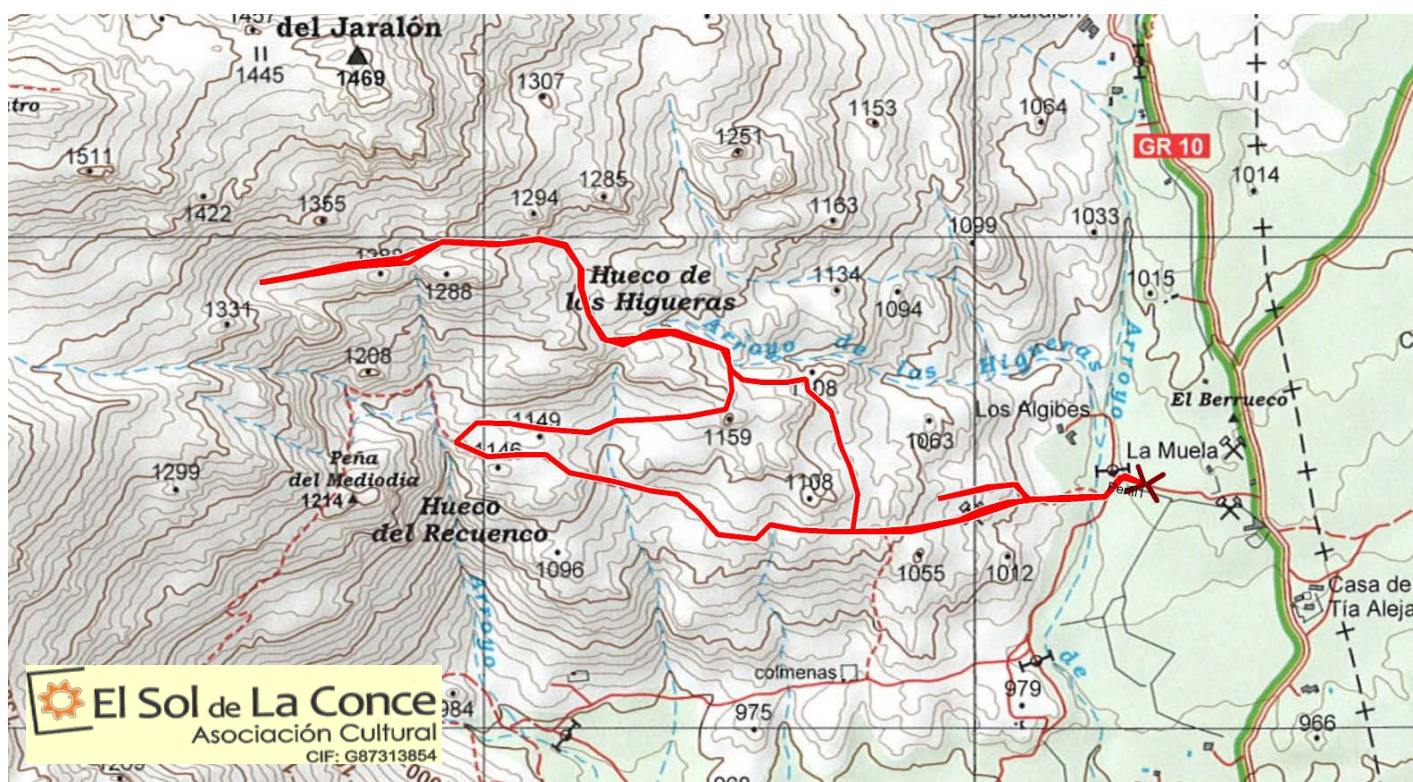 1457
del Jaralón
1445
1469
1307
El Jardión
tro
1153
1064
1251
GR 10
1511
1014
1422
1355
1294
1285
1163
1099
1033
1288
Hueco de
las Higueras
1134
1094
1015
1331
Arroyo de las Higueras
Arroyo
1208
El Berrueco
Los Algibes
1149
1159
1063
1146
La Muela
1299
Peña
del Mediodía
1214
1108
Hueco
del Recuenco
1096
1055
1012
Casa de
Tía Aleja
Arroyo
de
colmenas
979
984
975
966
El Sol de La Conce
Asociación Cultural
CIF: G87313854